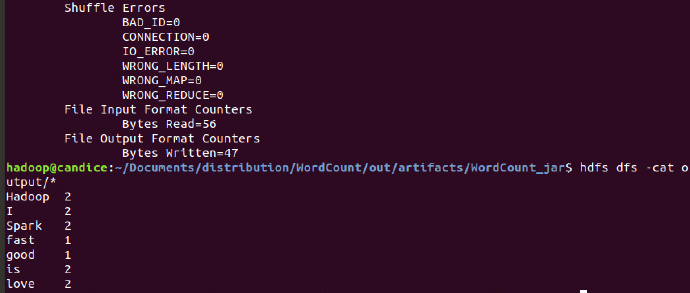 Shuffle Errors
BAD_ID=0
CONNECTION=0
IO_ERROR=0
WRONG_LENGTH=0
WRONG_MAP=0
WRONG_REDUCE=0
File Input Format Counters
Bytes Read=56
File Output Format Counters
Bytes Written=47
hadoop@candice:~/Documents/distribution/WordCount/out/artifacts/WordCount_jar$ hdfs dfs -cat o
utput/*
Hadoop 2
I 2
Spark 2
fast 1
good 1
is 2
love 2